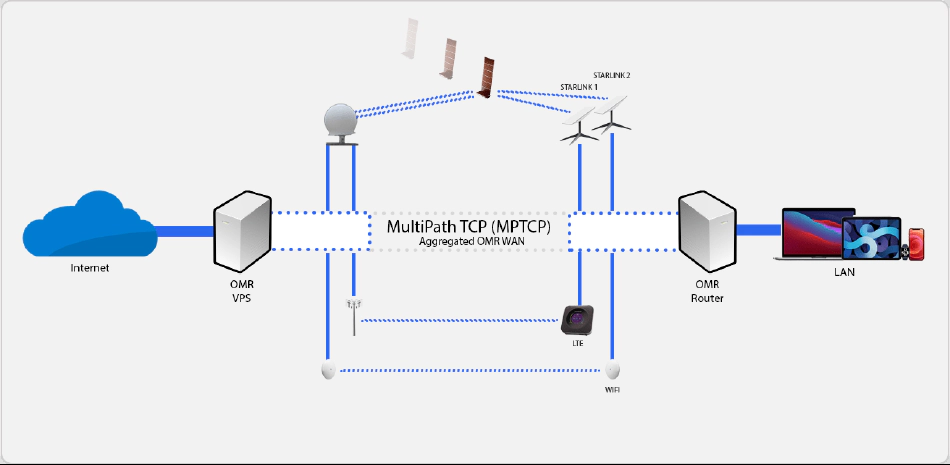 STARLINK 2
STARLINK 1
MultiPath TCP (MPTCP)
Aggregated OMR WAN
Internet
OMR
VPS
OMR
Router
LAN
LTE
WIFI